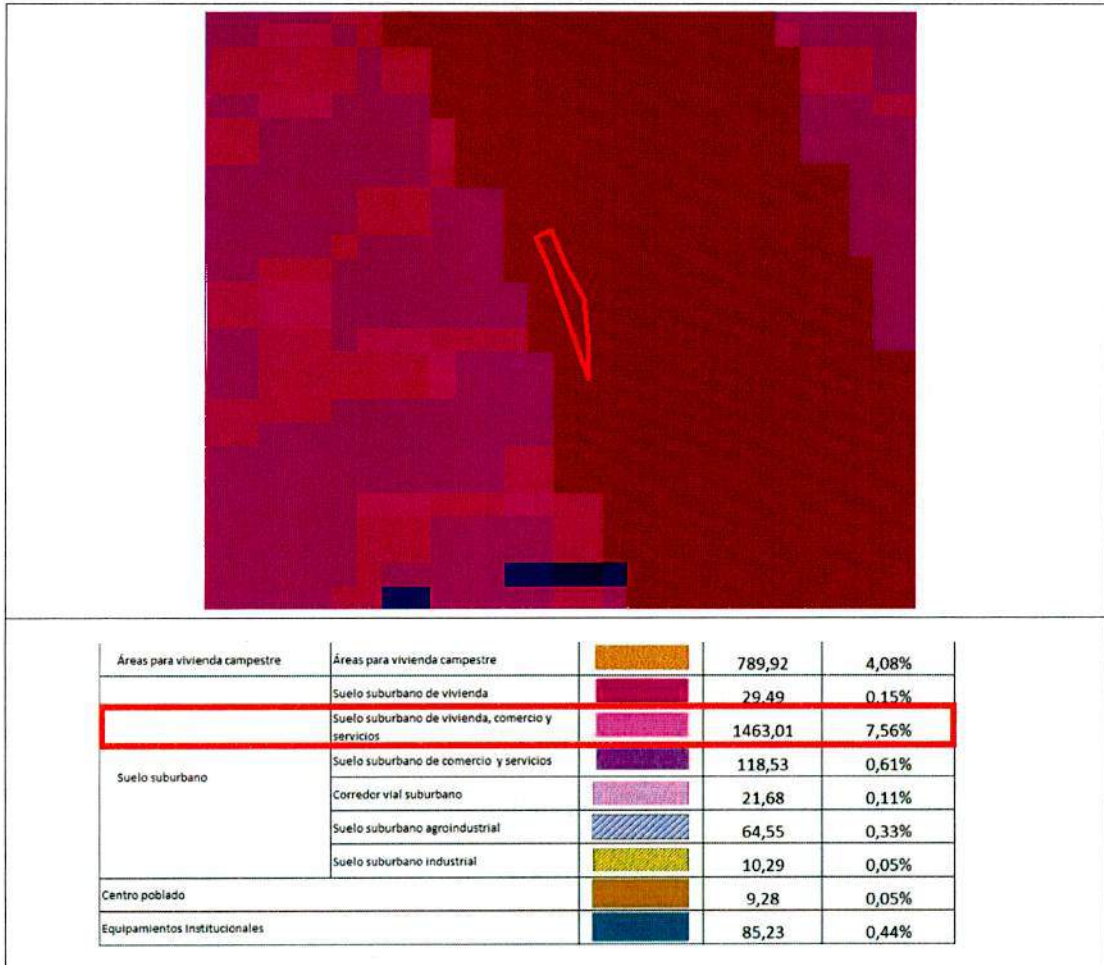 Áreas para vivienda campestre Áreas para vivienda campestre 789,92 4,08%
Suelo suburbano de vivienda 29.49 0.15%
Suelo suburbano de vivienda, comercio y
servicios 1463,01 7,56%
Suelo suburbano de comercio y servicios 118,53 0,61%
Suelo suburbano
Corredor vial suburbano 21,68 0,11%
Suelo suburbano agroindustrial 64,55 0,33%
Suelo suburbano industrial 10,29 0,05%
Centro poblado 9,28 0,05%
Equipamientos Institucionales 85,23 0,44%